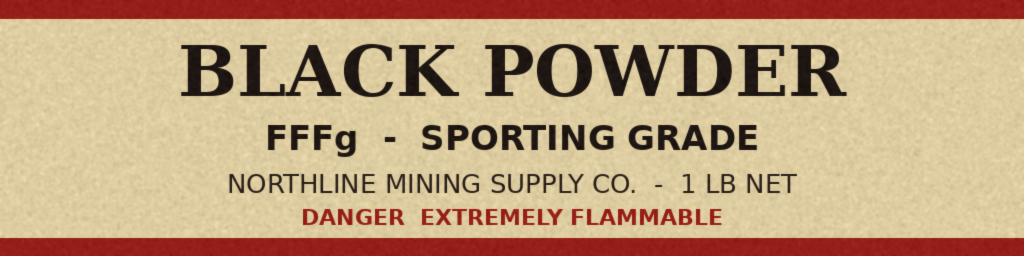 BLACK POWDER
FFFg - SPORTING GRADE
NORTHLINE MINING SUPPLY CO. - 1 LB NET
DANGER EXTREMELY FLAMMABLE